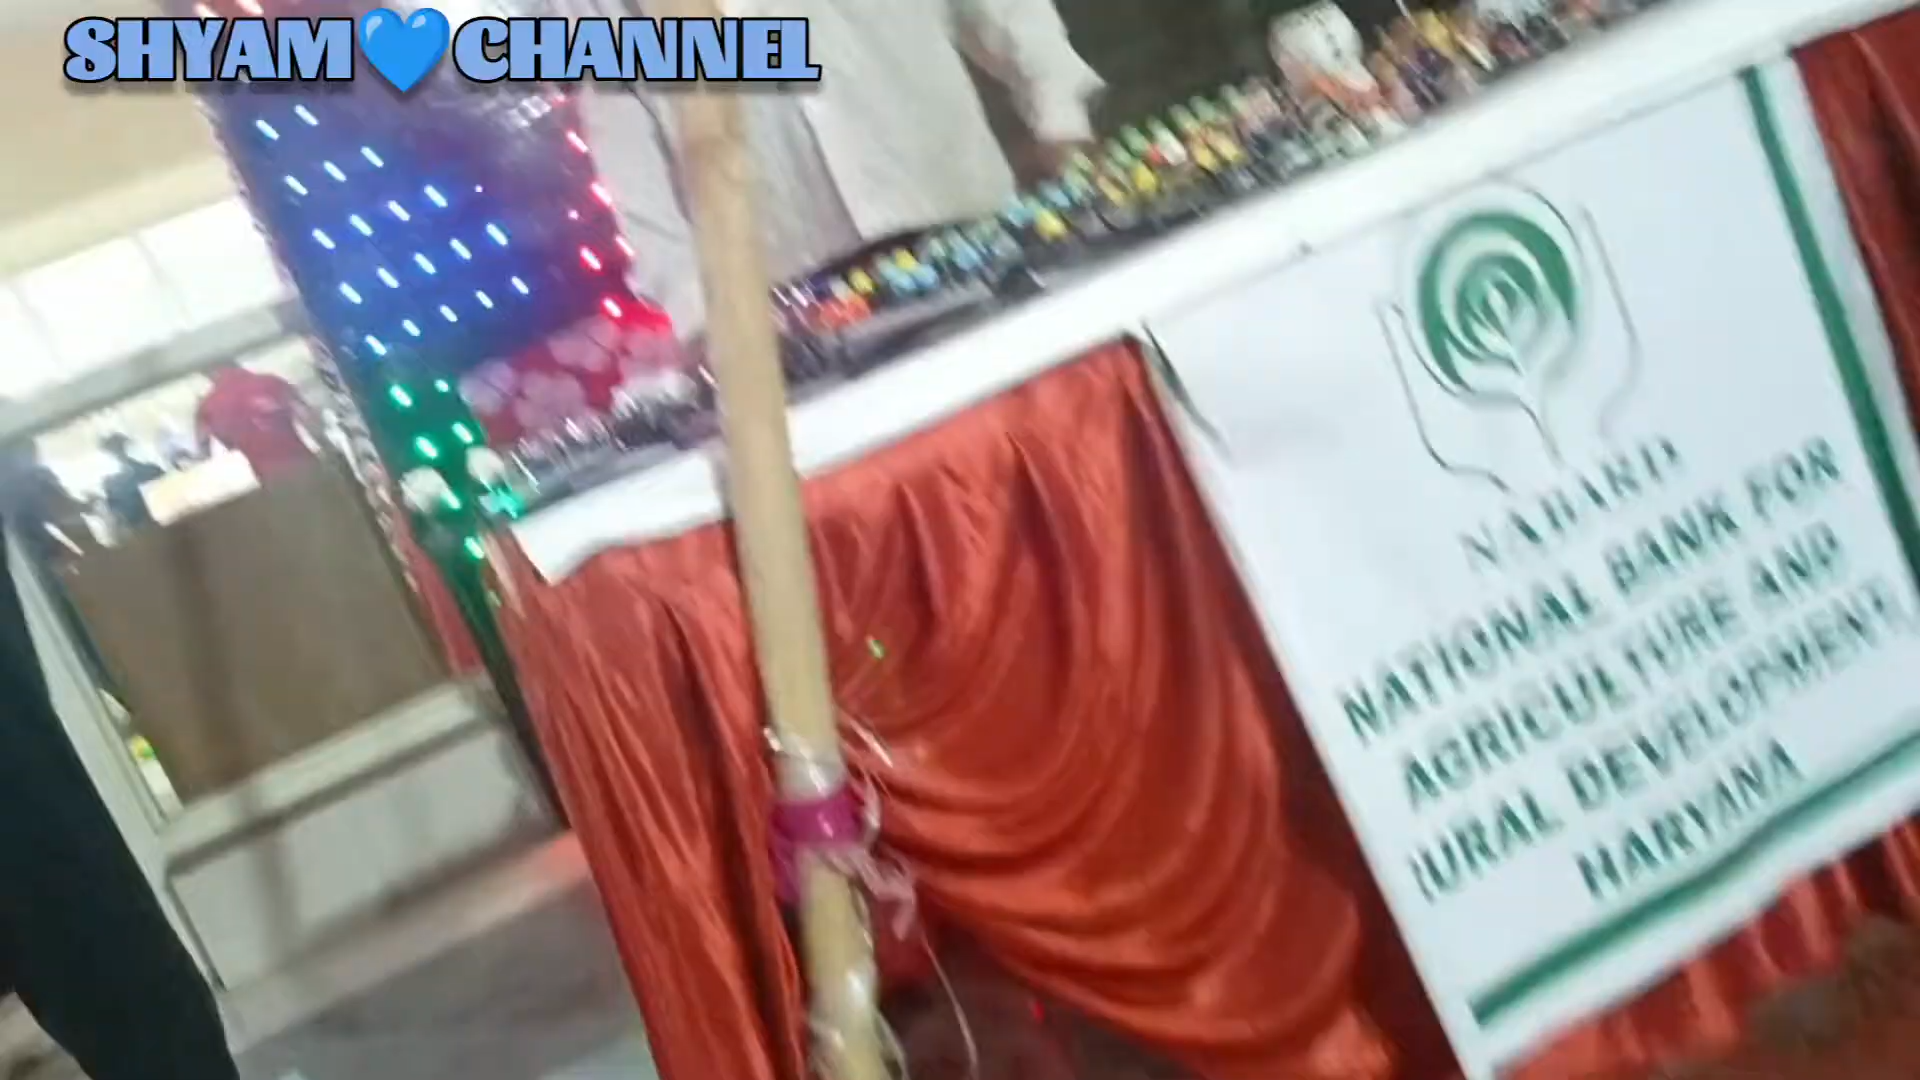 SHYAM💙CHANNEL
NABARD
NATIONAL BANK FOR
AGRICULTURE AND
RURAL DEVELOPMENT
HARYANA